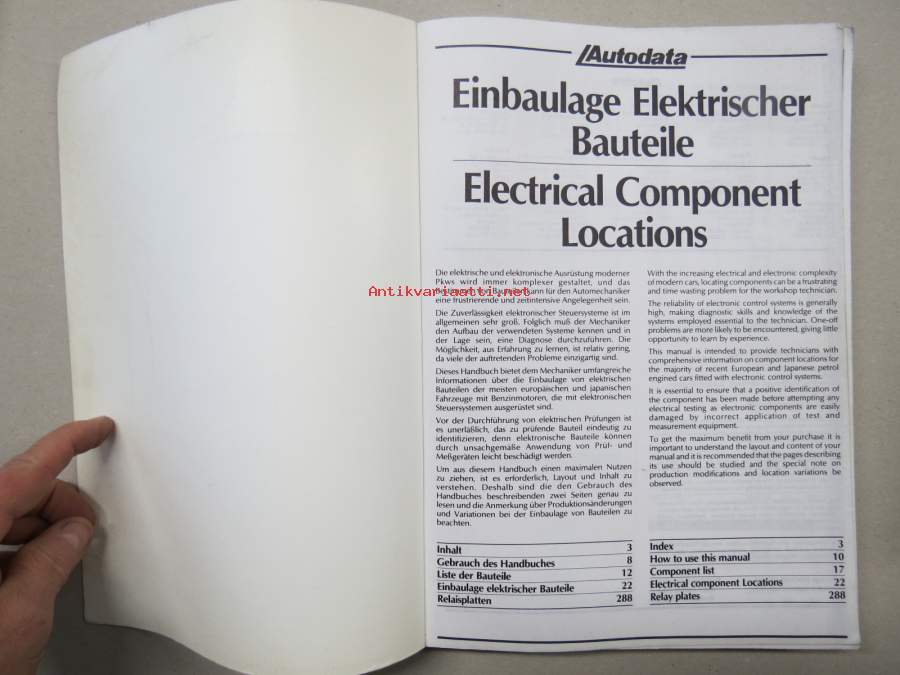 Autodata
Einbaulage Elektrischer
Bauteile
Electrical Component
Locations
Die elektrische und elektronische Ausrüstung moderner
Pkws wird immer komplexer gestaltet, und das
Bauteilen kann für den Automechaniker
eine frustrierende und zeitintensive Angelegenheit sein.
Die Zuverlässigkeit elektronischer Steuersysteme ist im
allgemeinen sehr groß. Folglich muß der Mechaniker
den Aufbau der verwendeten Systeme kennen und in
der Lage sein, eine Diagnose durchzuführen. Die
Möglichkeit, aus Erfahrung zu lernen, ist relativ gering,
da viele der auftretenden Probleme einzigartig sind.
Dieses Handbuch bietet dem Mechaniker umfangreiche
Informationen über die Einbaulage von elektrischen
Bauteilen der meisten europäischen und japanischen
Fahrzeuge mit Benzinmotoren, die mit elektronischen
Steuersystemen ausgerüstet sind.
Vor der Durchführung von elektrischen Prüfungen ist
es unerläßlich, das zu prüfende Bauteil eindeutig zu
identifizieren, denn elektronische Bauteile können
durch unsachgemäße Anwendung von Prüf- und
Meßgeräten leicht beschädigt werden.
Um aus diesem Handbuch einen maximalen Nutzen
zu ziehen, ist es erforderlich, Layout und Inhalt zu
verstehen. Deshalb sind die den Gebrauch des
Handbuches beschreibenden zwei Seiten genau zu
lesen und die Anmerkung über Produktionsänderungen
und Variationen bei der Einbaulage von Bauteilen zu
beachten.
Inhalt 3
Gebrauch des Handbuches 8
Liste der Bauteile 12
Einbaulage elektrischer Bauteile 22
Relaisplatten 288
With the increasing electrical and electronic complexity
of modern cars, locating components can be a frustrating
and time wasting problem for the workshop technician.
The reliability of electronic control systems is generally
high, making diagnostic skills and knowledge of the
systems employed essential to the technician. One-off
problems are more likely to be encountered, giving little
opportunity to learn by experience.
This manual is intended to provide technicians with
comprehensive information on component locations for
the majority of recent European and Japanese petrol
engined cars fitted with electronic control systems.
It is essential to ensure that a positive identification of
the component has been made before attempting any
electrical testing as electronic components are easily
damaged by incorrect application of test and
measurement equipment.
To get the maximum benefit from your purchase it is
important to understand the layout and content of your
manual and it is recommended that the pages describing
its use should be studied and the special note on
production modifications and location variations be
observed.
Index 3
How to use this manual 10
Component list 17
Electrical component Locations 22
Relay plates 288
Antikvariaatti.net